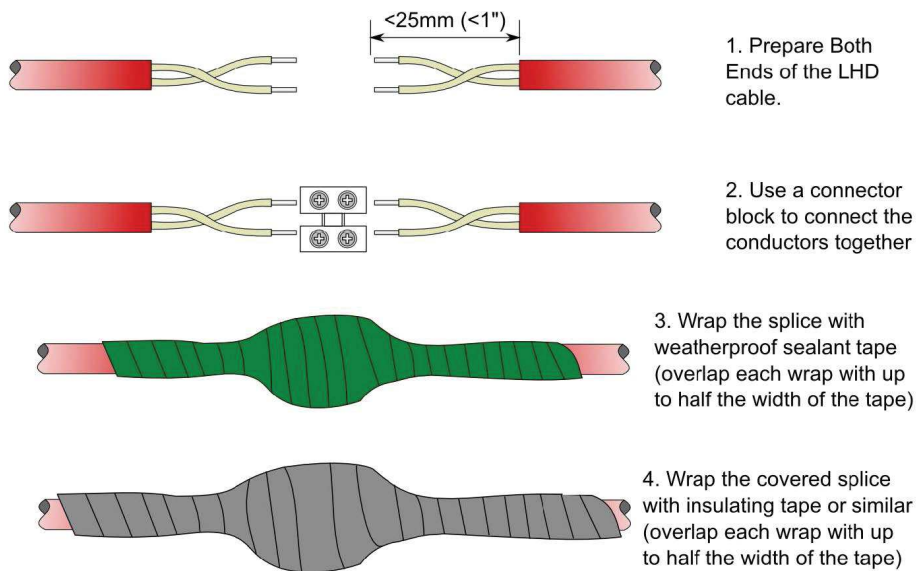 <25mm (<1")
1. Prepare Both
Ends of the LHD
cable.
2. Use a connector
block to connect the
conductors together
3. Wrap the splice with
weatherproof sealant tape
(overlap each wrap with up
to half the width of the tape)
4. Wrap the covered splice
with insulating tape or similar
(overlap each wrap with up
to half the width of the tape)